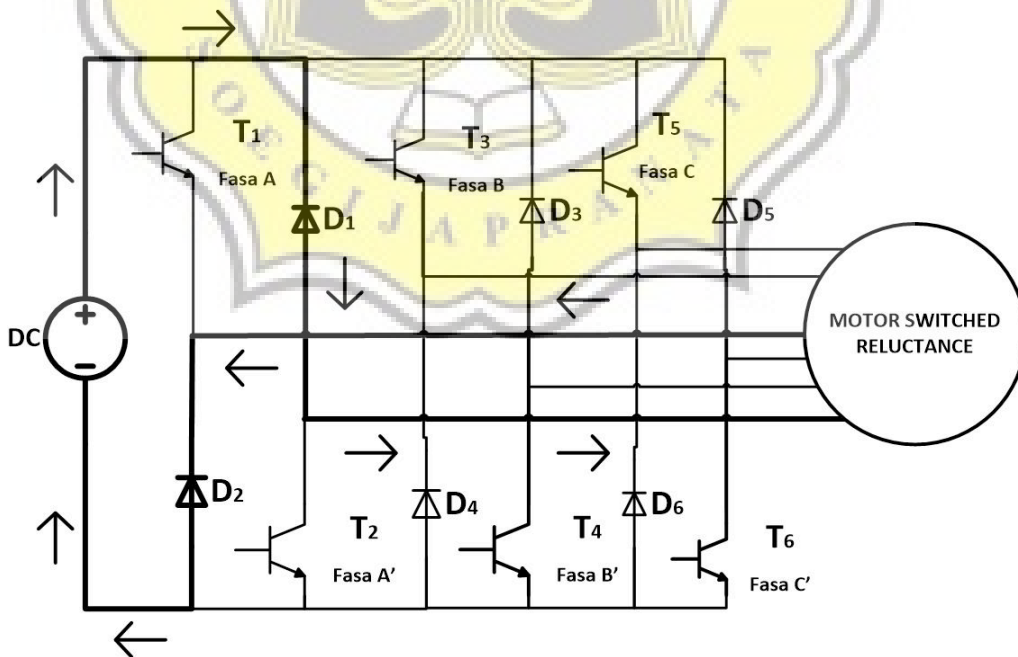 SOEGIJAPRANATA
T1
Fasa A
T3
Fasa B
T5
Fasa C
D1
D3
D5
DC
+
−
MOTOR SWITCHED
RELUCTANCE
D2
T2
Fasa A'
D4
T4
Fasa B'
D6
T6
Fasa C'